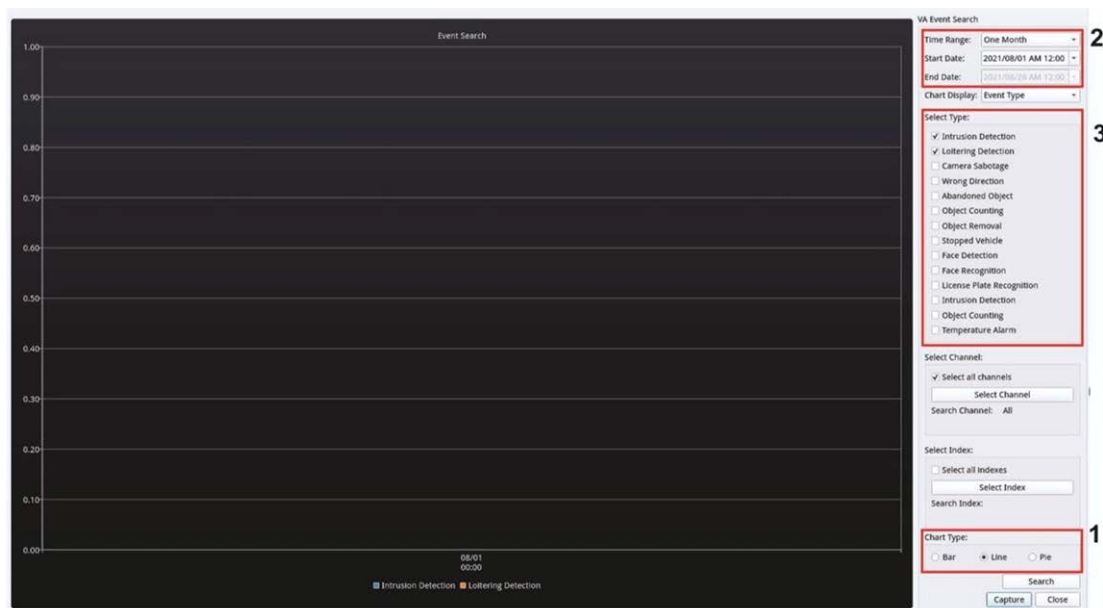 Event Search
1.00
0.90
0.80
0.70
0.60
0.50
0.40
0.30
0.20
0.10
0.00
08/01
00:00
Intrusion Detection Loitering Detection
VA Event Search
Time Range: One Month
Start Date: 2021/08/01 AM 12:00
End Date: 2021/08/28 AM 12:00
2
Chart Display: Event Type
Select Type:
3
Intrusion Detection
Loitering Detection
Camera Sabotage
Wrong Direction
Abandoned Object
Object Counting
Object Removal
Stopped Vehicle
Face Detection
Face Recognition
License Plate Recognition
Intrusion Detection
Object Counting
Temperature Alarm
Select Channel:
Select all channels
Select Channel
Search Channel: All
Select Index:
Select all indexes
Select Index
Search Index:
Chart Type:
1
Bar Line Pie
Search
Capture Close